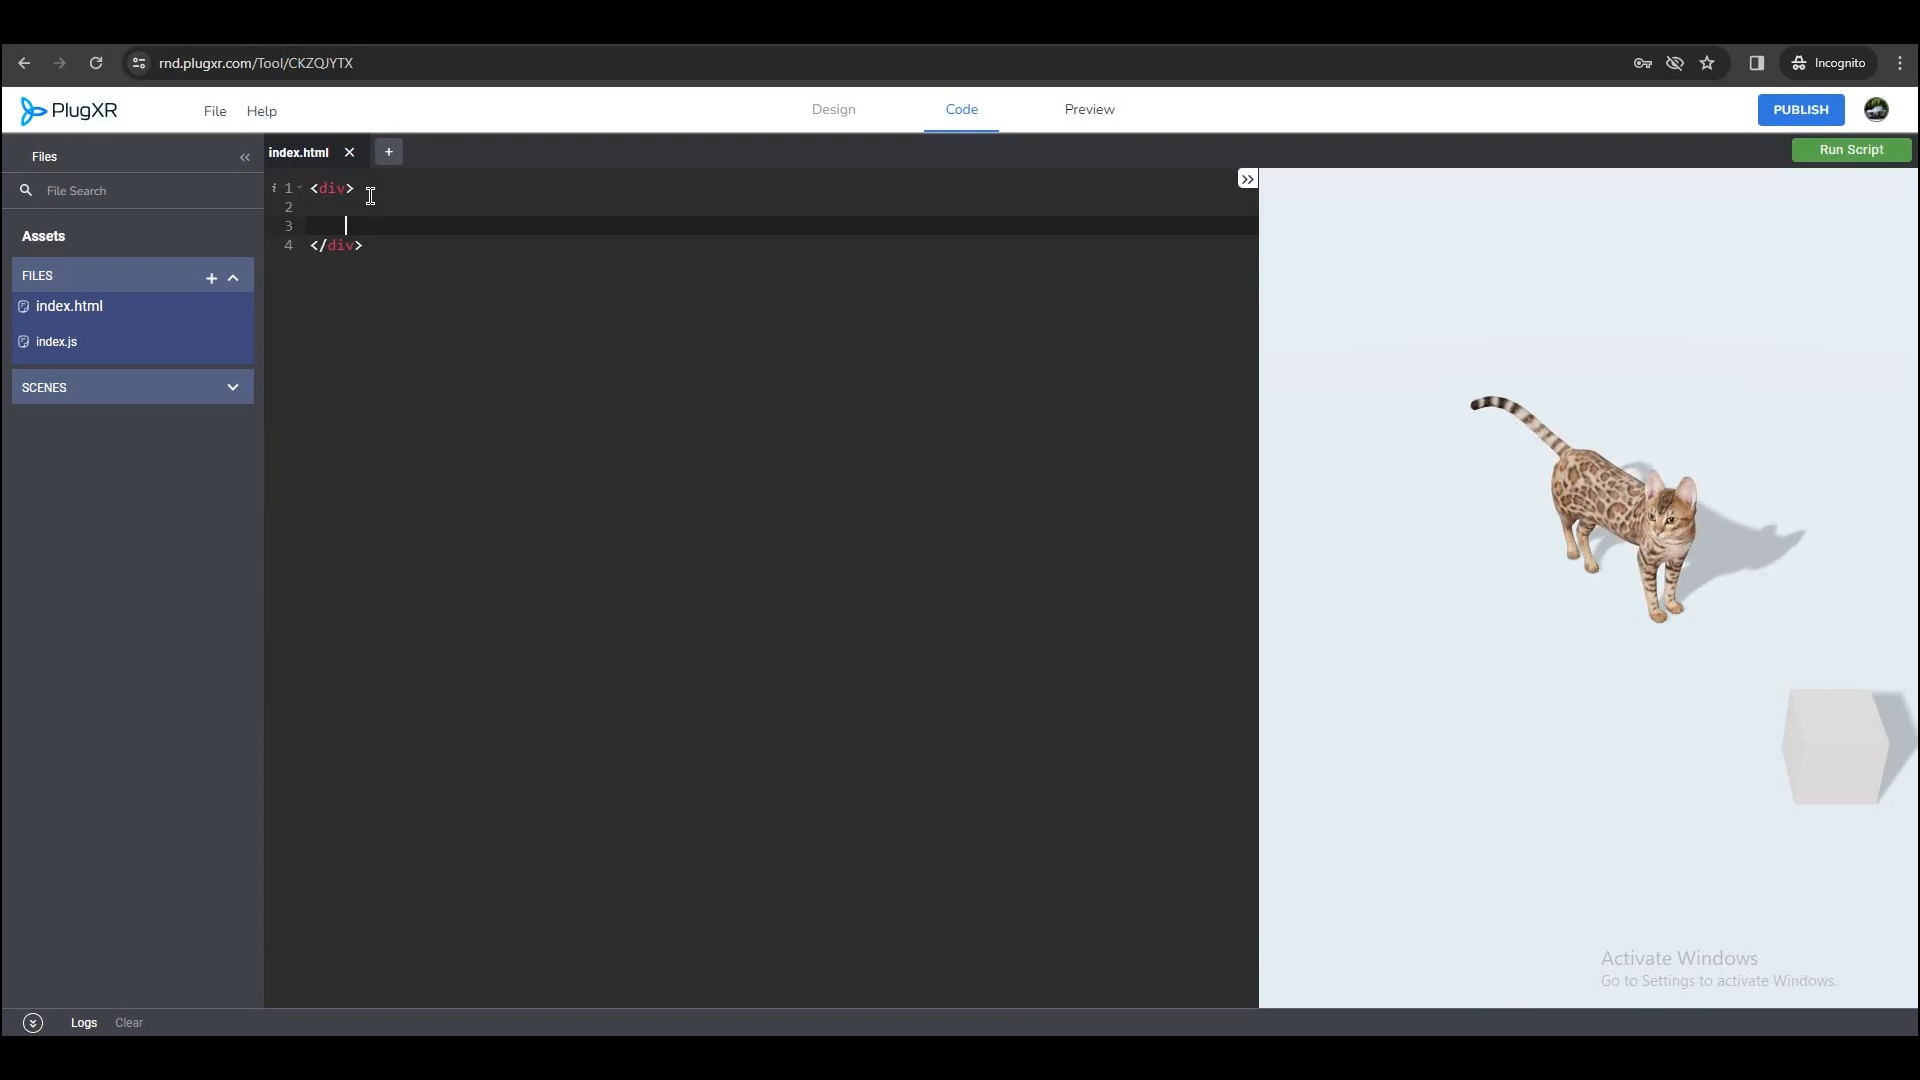 rnd.plugxr.com/Tool/CKZQJYTX
Incognito
PlugXR
File
Help
Design
Code
Preview
PUBLISH
Files
index.html
+
Run Script
File Search
i 1 <div>
2
3
4 </div>
Assets
FILES
index.html
index.js
SCENES
Activate Windows
Go to Settings to activate Windows.
Logs
Clear